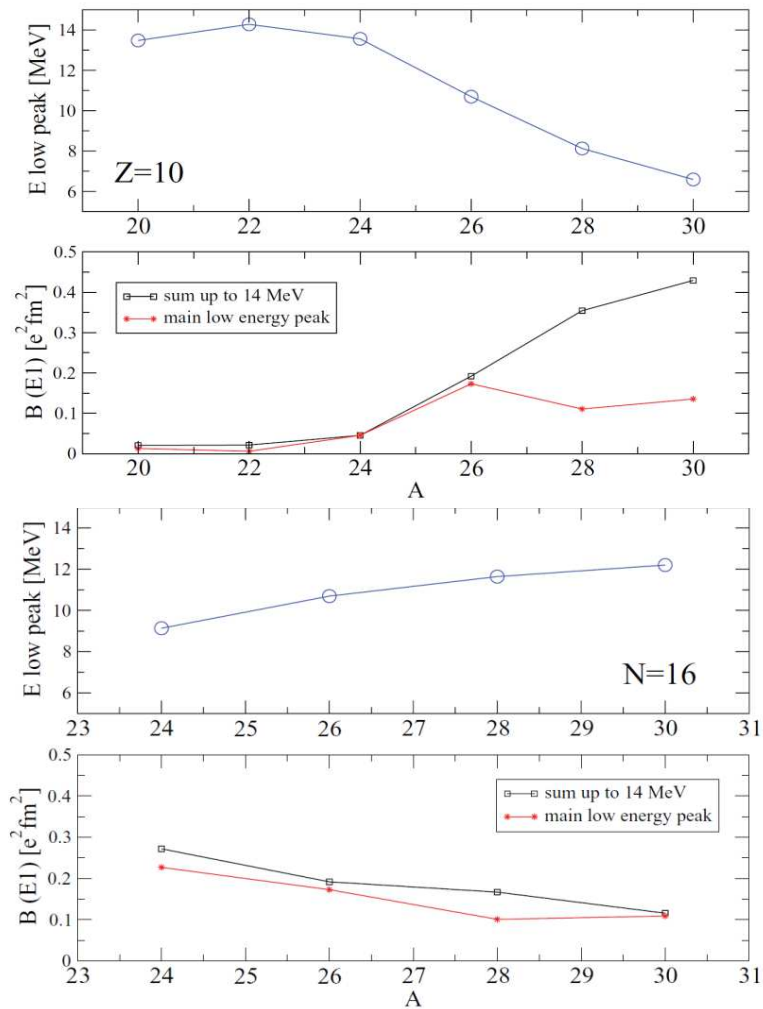 14
12
10
8
6
E low peak [MeV]
Z=10
20 22 24 26 28 30
0.5
0.4
0.3
0.2
0.1
0
B (E1) [e²fm²]
sum up to 14 MeV
main low energy peak
20 22 24 26 28 30
A
14
12
10
8
6
E low peak [MeV]
N=16
23 24 25 26 27 28 29 30 31
0.5
0.4
0.3
0.2
0.1
0
B (E1) [e²fm²]
sum up to 14 MeV
main low energy peak
23 24 25 26 27 28 29 30 31
A